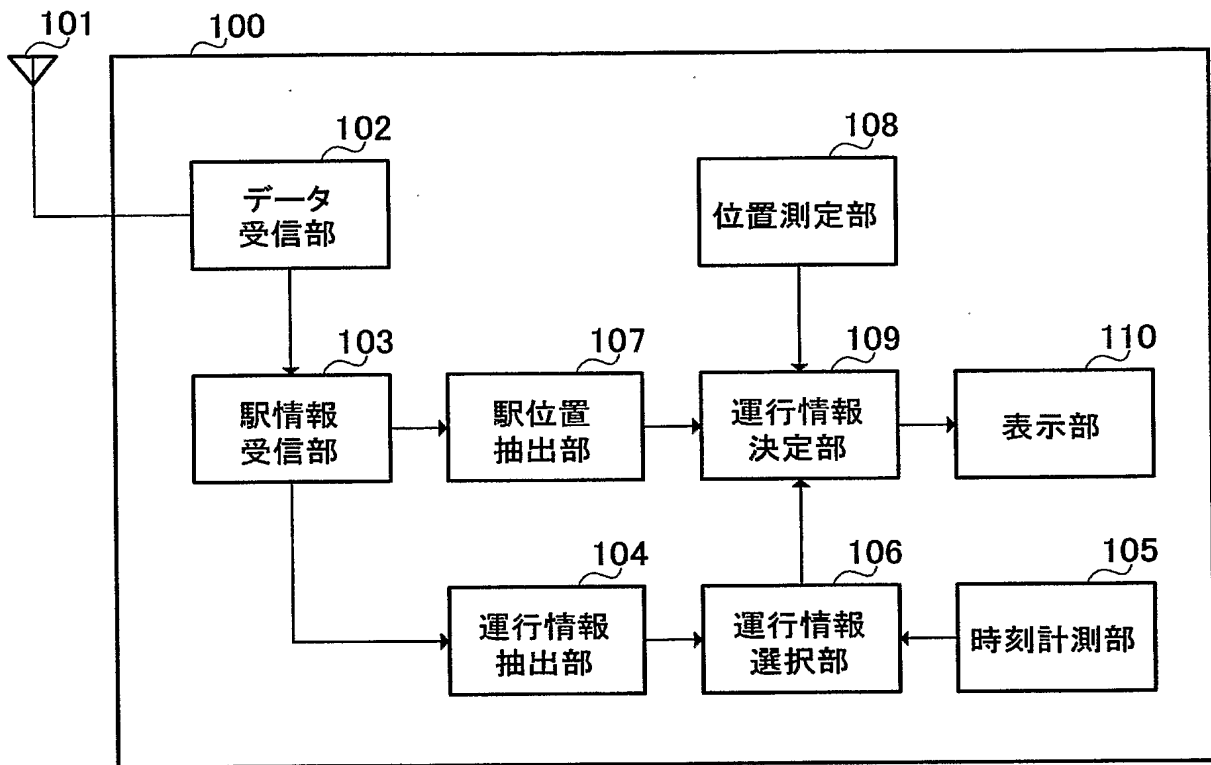 101
100
102
データ
受信部
108
位置測定部
103
駅情報
受信部
107
駅位置
抽出部
109
運行情報
決定部
110
表示部
104
運行情報
抽出部
106
運行情報
選択部
105
時刻計測部